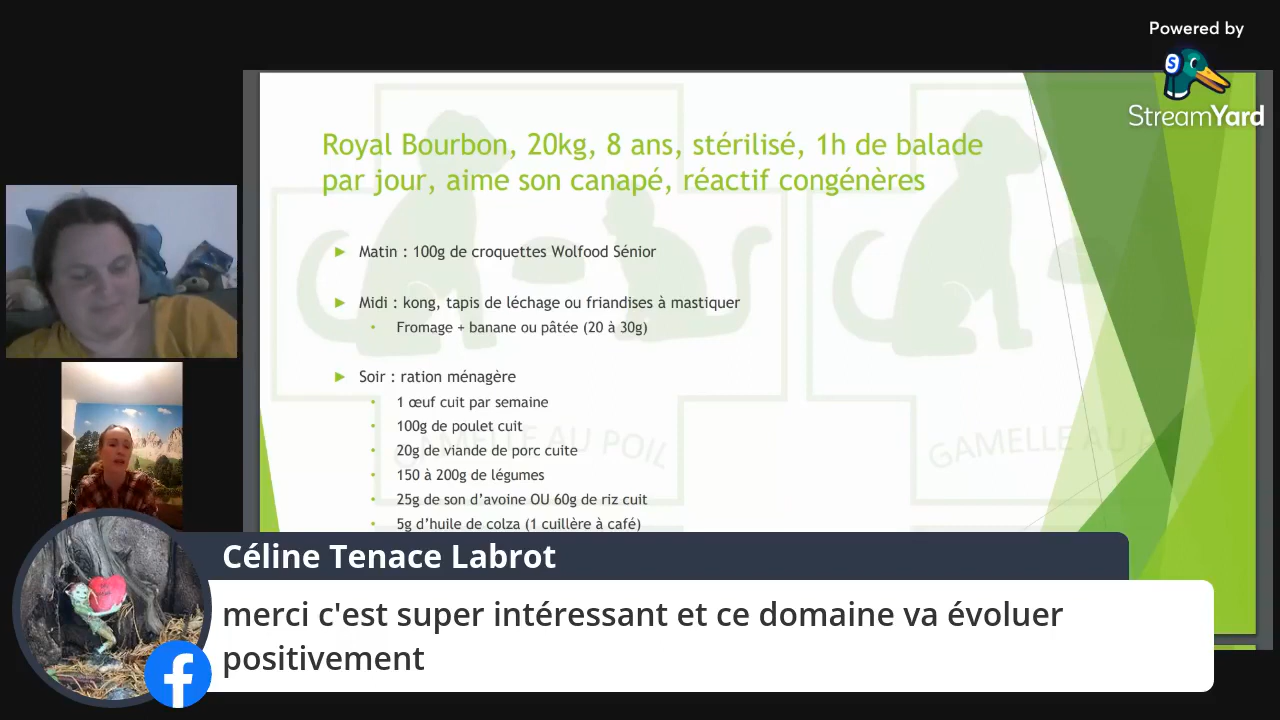 Powered by
StreamYard
Royal Bourbon, 20kg, 8 ans, stérilisé, 1h de balade
par jour, aime son canapé, réactif congénères
Matin : 100g de croquettes Wolfood Sénior
Midi : kong, tapis de léchage ou friandises à mastiquer
Fromage + banane ou pâtée (20 à 30g)
Soir : ration ménagère
1 œuf cuit par semaine
100g de poulet cuit
20g de viande de porc cuite
150 à 200g de légumes
25g de son d'avoine OU 60g de riz cuit
5g d'huile de colza (1 cuillère à café)
GAMELLE AU POIL
GAMELLE AU P
Céline Tenace Labrot
merci c'est super intéressant et ce domaine va évoluer
positivement